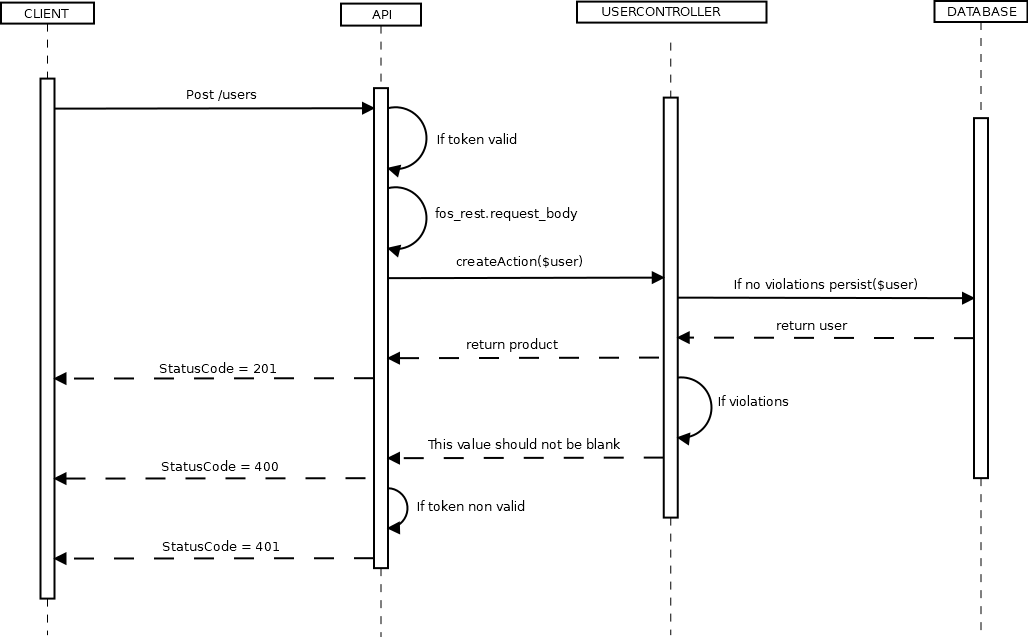 CLIENT
API
USERCONTROLLER
DATABASE
Post /users
If token valid
fos_rest.request_body
createAction($user)
If no violations persist($user)
return user
return product
StatusCode = 201
If violations
This value should not be blank
StatusCode = 400
If token non valid
StatusCode = 401